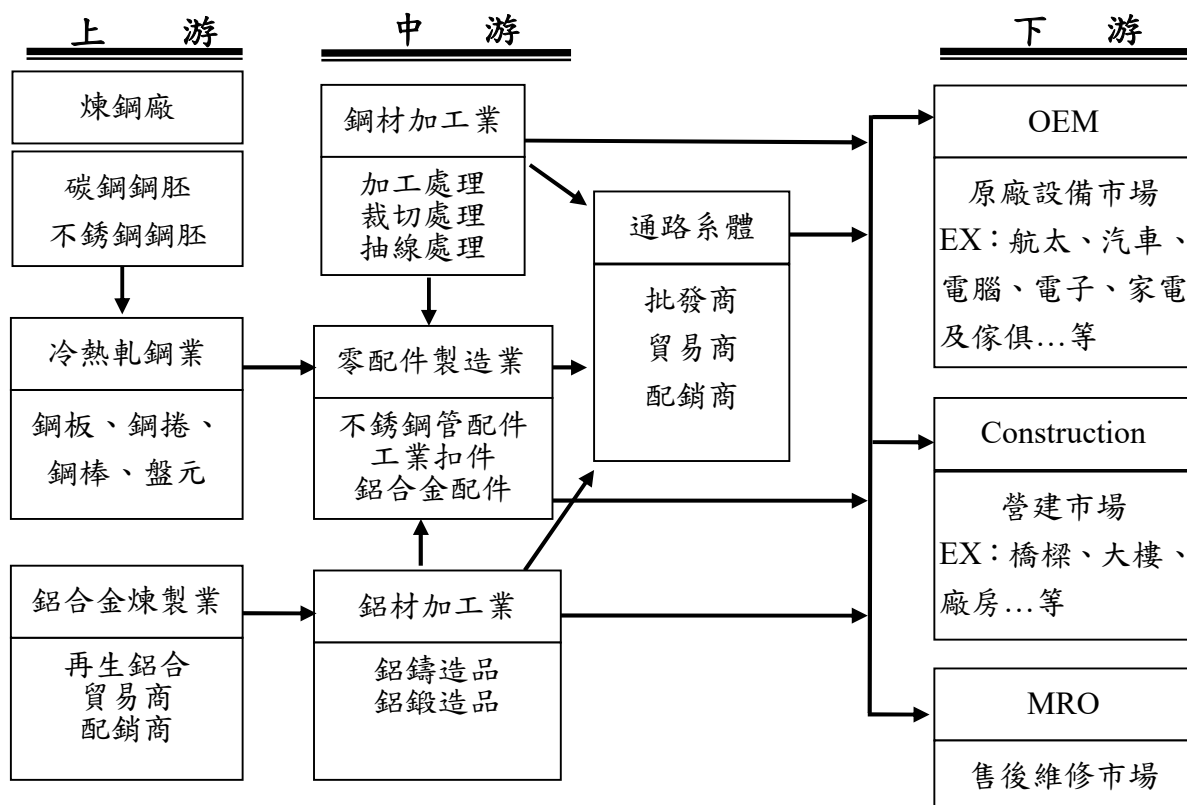 上 游
煉鋼廠
碳鋼鋼胚
不銹鋼鋼胚
冷熱軋鋼業
鋼板、鋼捲、
鋼棒、盤元
鋁合金煉製業
再生鋁合
貿易商
配銷商
中 游
鋼材加工業
加工處理
裁切處理
抽線處理
零配件製造業
不銹鋼管配件
工業扣件
鋁合金配件
鋁材加工業
鋁鑄造品
鋁鍛造品
通路系體
批發商
貿易商
配銷商
下 游
OEM
原廠設備市場
EX：航太、汽車、
電腦、電子、家電
及傢俱…等
Construction
營建市場
EX：橋樑、大樓、
廠房…等
MRO
售後維修市場